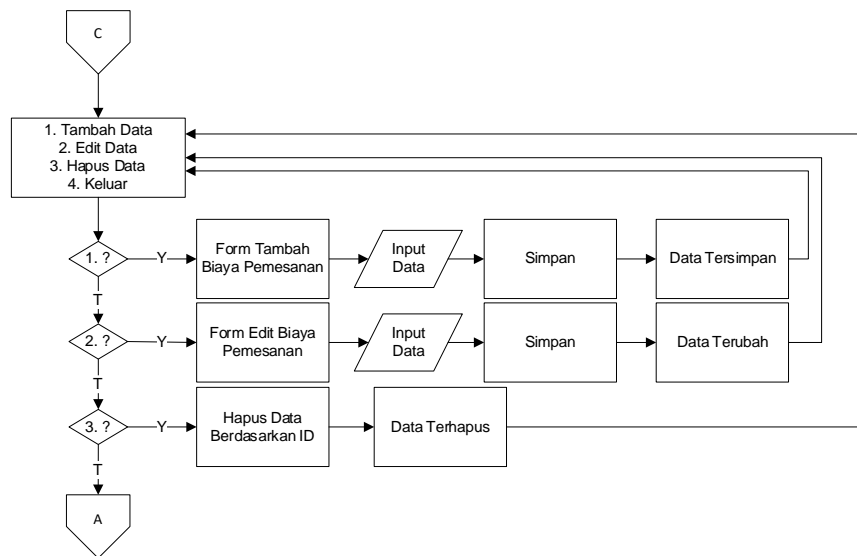 C
1. Tambah Data
2. Edit Data
3. Hapus Data
4. Keluar
1. ?
Y
Form Tambah
Biaya Pemesanan
Input
Data
Simpan
Data Tersimpan
T
2. ?
Y
Form Edit Biaya
Pemesanan
Input
Data
Simpan
Data Terubah
T
3. ?
Y
Hapus Data
Berdasarkan ID
Data Terhapus
T
A